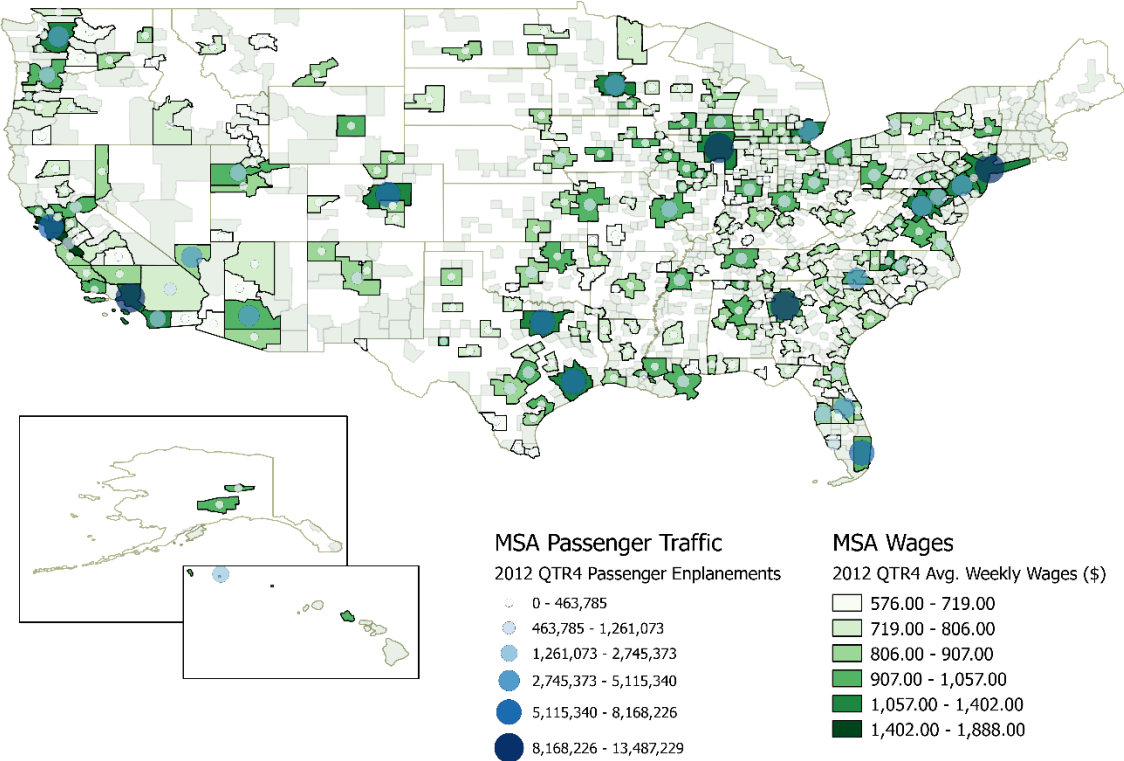 MSA Passenger Traffic
2012 QTR4 Passenger Enplanements
0 - 463,785
463,785 - 1,261,073
1,261,073 - 2,745,373
2,745,373 - 5,115,340
5,115,340 - 8,168,226
8,168,226 - 13,487,229
MSA Wages
2012 QTR4 Avg. Weekly Wages ($)
576.00 - 719.00
719.00 - 806.00
806.00 - 907.00
907.00 - 1,057.00
1,057.00 - 1,402.00
1,402.00 - 1,888.00